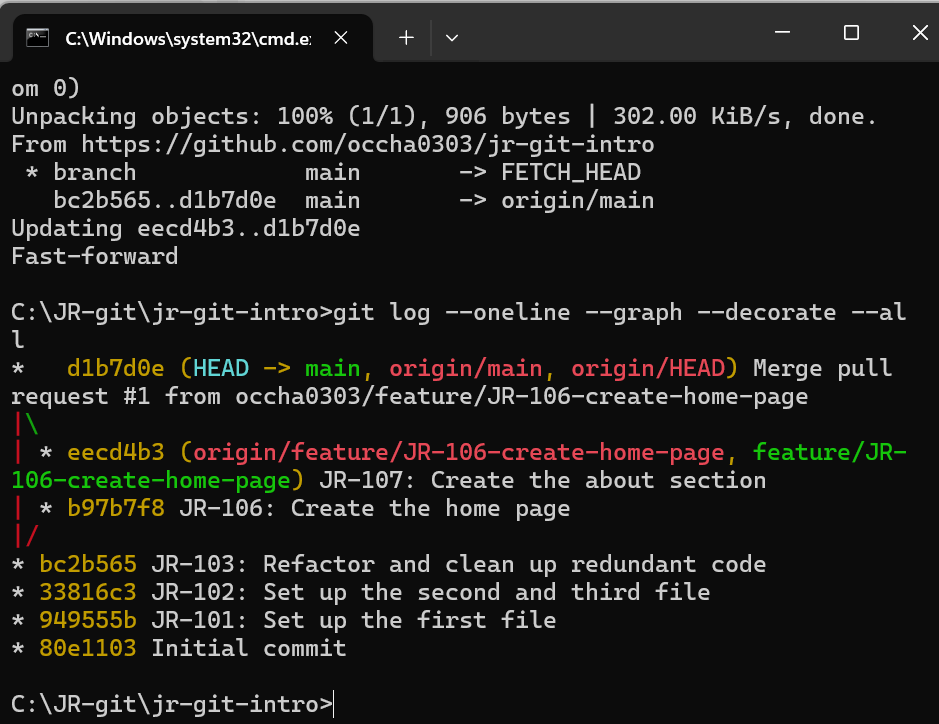 C:\Windows\system32\cmd.e
om 0)
Unpacking objects: 100% (1/1), 906 bytes | 302.00 KiB/s, done.
From https://github.com/occha0303/jr-git-intro
 * branch            main       -> FETCH_HEAD
   bc2b565..d1b7d0e  main       -> origin/main
Updating eecd4b3..d1b7d0e
Fast-forward
C:\JR-git\jr-git-intro>git log --oneline --graph --decorate --al
l
*   d1b7d0e (HEAD -> main, origin/main, origin/HEAD) Merge pull
request #1 from occha0303/feature/JR-106-create-home-page
|\
| * eecd4b3 (origin/feature/JR-106-create-home-page, feature/JR-
106-create-home-page) JR-107: Create the about section
| * b97b7f8 JR-106: Create the home page
|/
* bc2b565 JR-103: Refactor and clean up redundant code
* 33816c3 JR-102: Set up the second and third file
* 949555b JR-101: Set up the first file
* 80e1103 Initial commit
C:\JR-git\jr-git-intro>